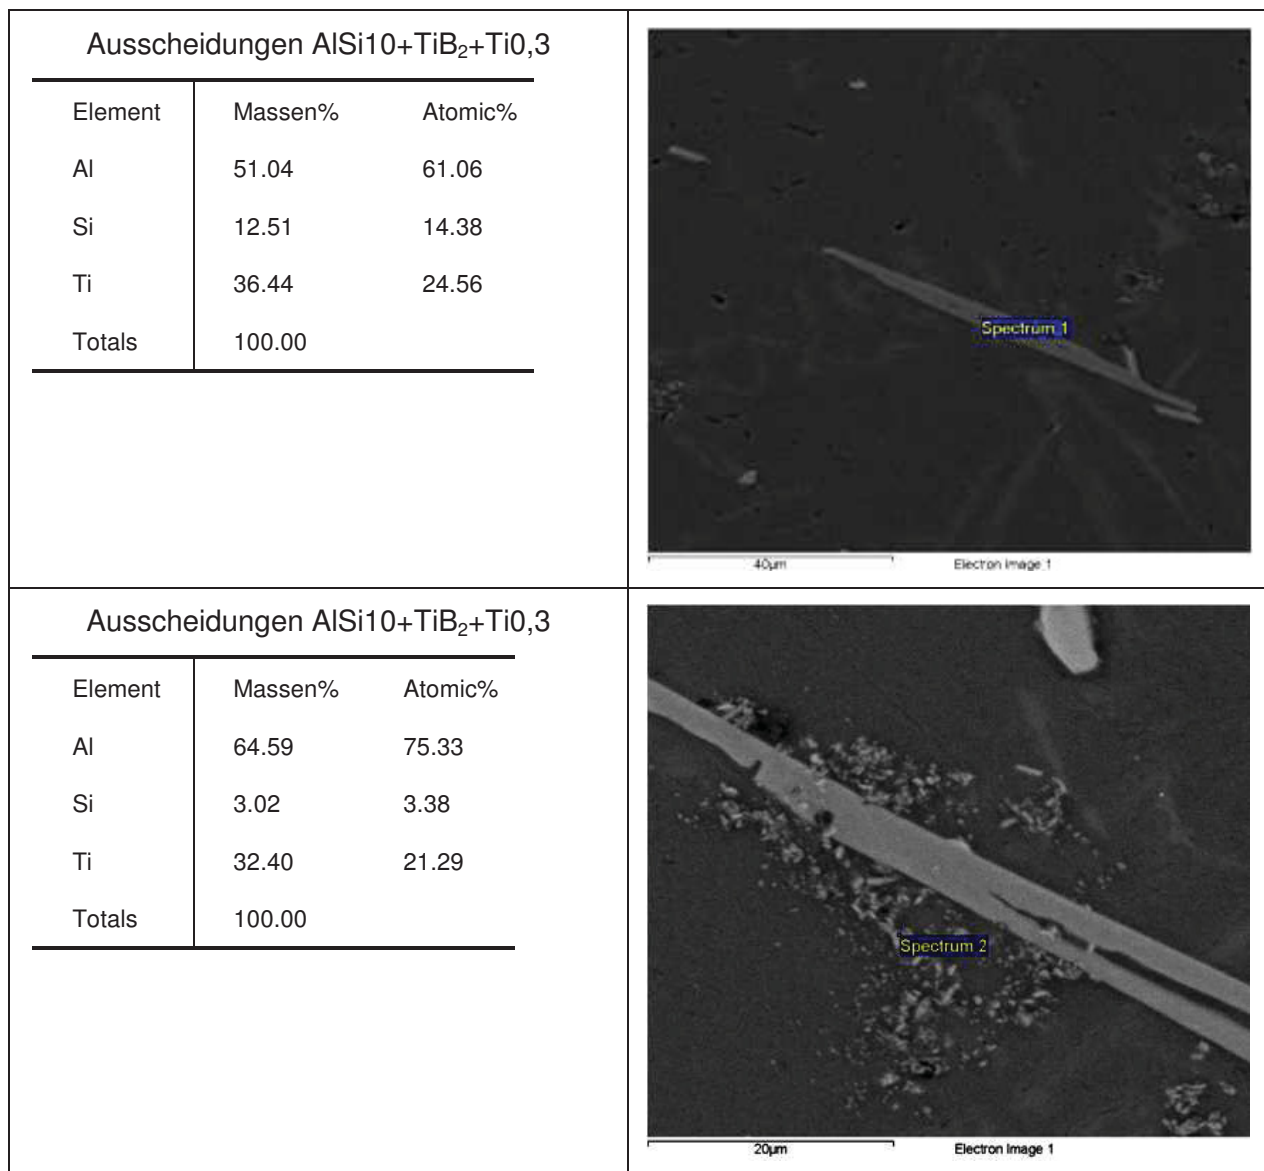 Ausscheidungen AlSi10+TiB₂+Ti0,3
Element Massen% Atomic%
Al 51.04 61.06
Si 12.51 14.38
Ti 36.44 24.56
Totals 100.00
Spectrum 1
40µm Electron Image 1
Ausscheidungen AlSi10+TiB₂+Ti0,3
Element Massen% Atomic%
Al 64.59 75.33
Si 3.02 3.38
Ti 32.40 21.29
Totals 100.00
Spectrum 2
20µm Electron Image 1